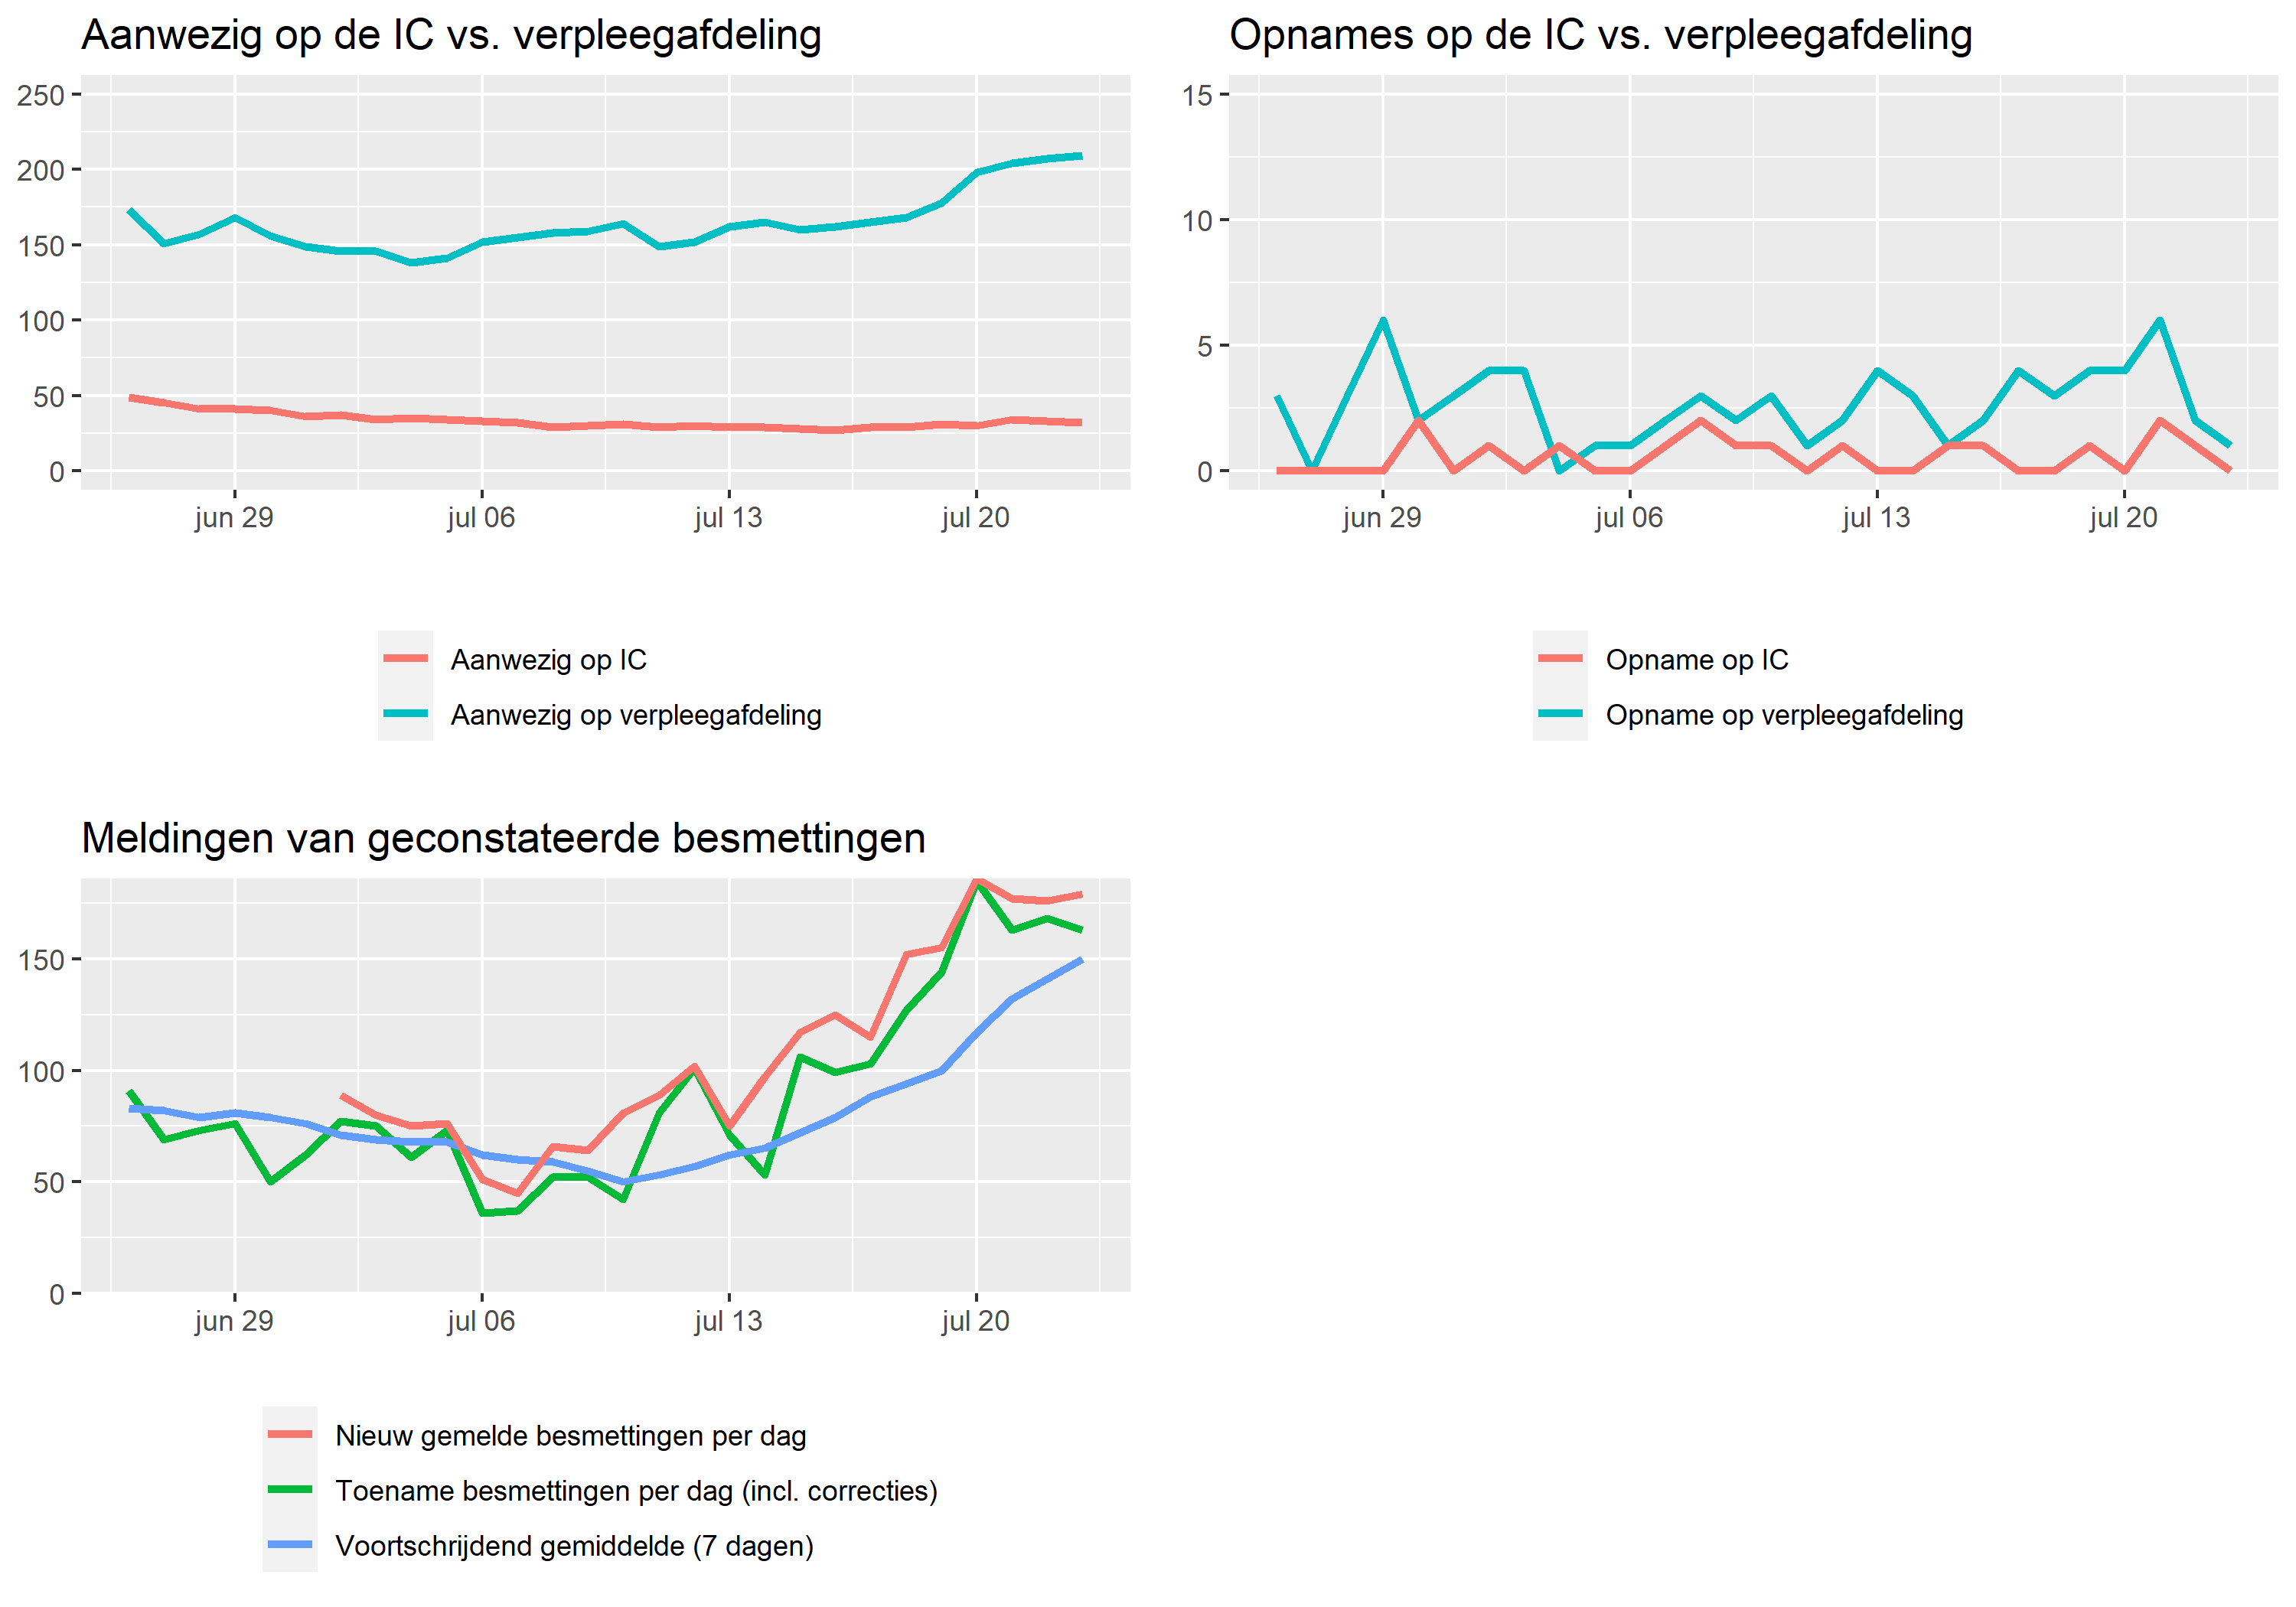 Aanwezig op de IC vs. verpleegafdeling
250
200
150
100
50
0
jun 29 jul 06 jul 13 jul 20
Aanwezig op IC
Aanwezig op verpleegafdeling
Opnames op de IC vs. verpleegafdeling
15
10
5
0
jun 29 jul 06 jul 13 jul 20
Opname op IC
Opname op verpleegafdeling
Meldingen van geconstateerde besmettingen
150
100
50
0
jun 29 jul 06 jul 13 jul 20
Nieuw gemelde besmettingen per dag
Toename besmettingen per dag (incl. correcties)
Voortschrijdend gemiddelde (7 dagen)